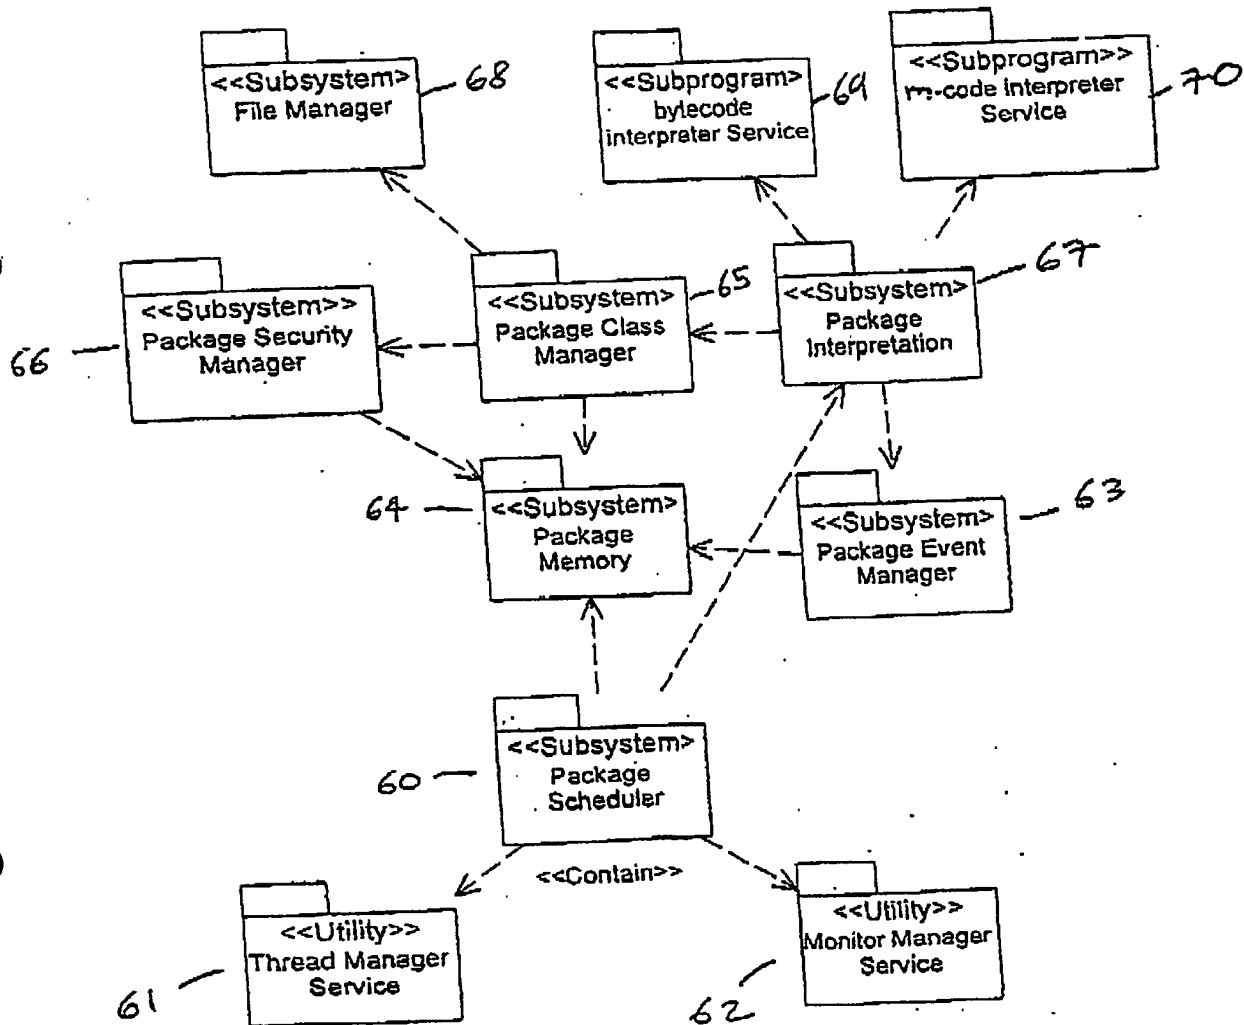 <<Subsystem>
File Manager
68
<<Subprogram>
bytecode
interpreter Service
69
<<Subprogram>>
m-code Interpreter
Service
70
<<Subsystem>>
Package Security
Manager
66
<<Subsystem>
Package Class
Manager
65
<<Subsystem>
Package
Interpretation
67
<<Subsystem>
Package
Memory
64
<<Subsystem>
Package Event
Manager
63
<<Subsystem>
Package
Scheduler
60
<<Contain>>
<<Utility>>
Thread Manager
Service
61
<<Utility>>
Monitor Manager
Service
62